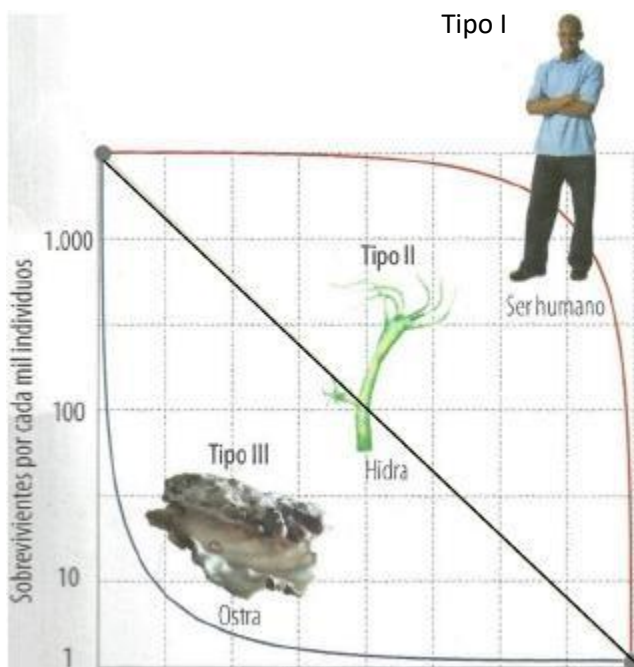 Tipo I
Sobrevivientes por cada mil individuos
1.000
Tipo II
Ser humano
100
Tipo III
Hidra
10
Ostra
1